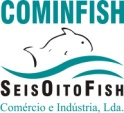 COMINFISH
SEISOITOFISH
Comércio e Indústria, Lda.